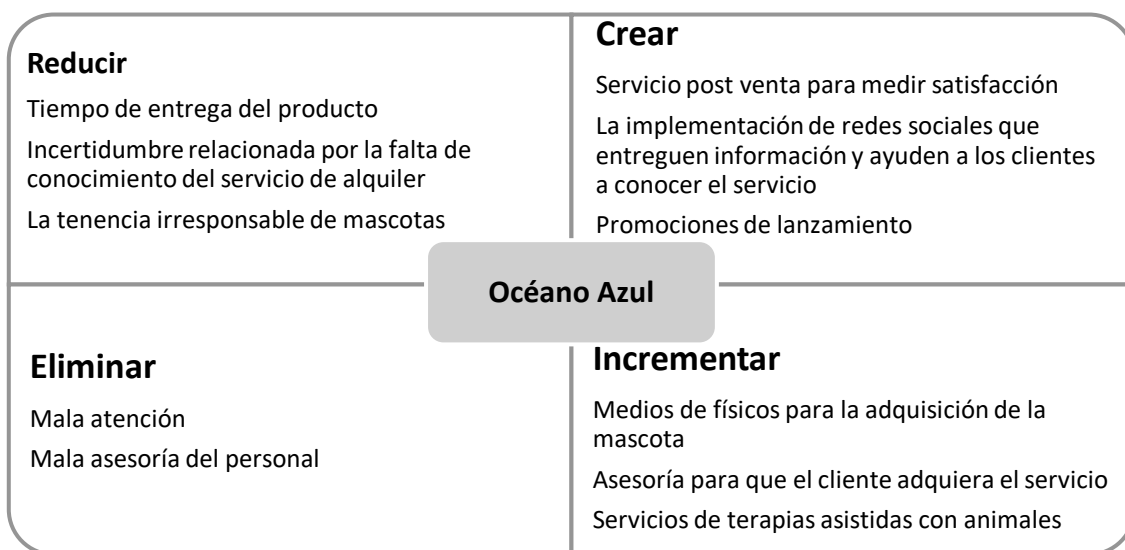 Reducir
Tiempo de entrega del producto
Incertidumbre relacionada por la falta de
conocimiento del servicio de alquiler
La tenencia irresponsable de mascotas
Crear
Servicio post venta para medir satisfacción
La implementación de redes sociales que
entreguen información y ayuden a los clientes
a conocer el servicio
Promociones de lanzamiento
Océano Azul
Eliminar
Mala atención
Mala asesoría del personal
Incrementar
Medios de físicos para la adquisición de la
mascota
Asesoría para que el cliente adquiera el servicio
Servicios de terapias asistidas con animales